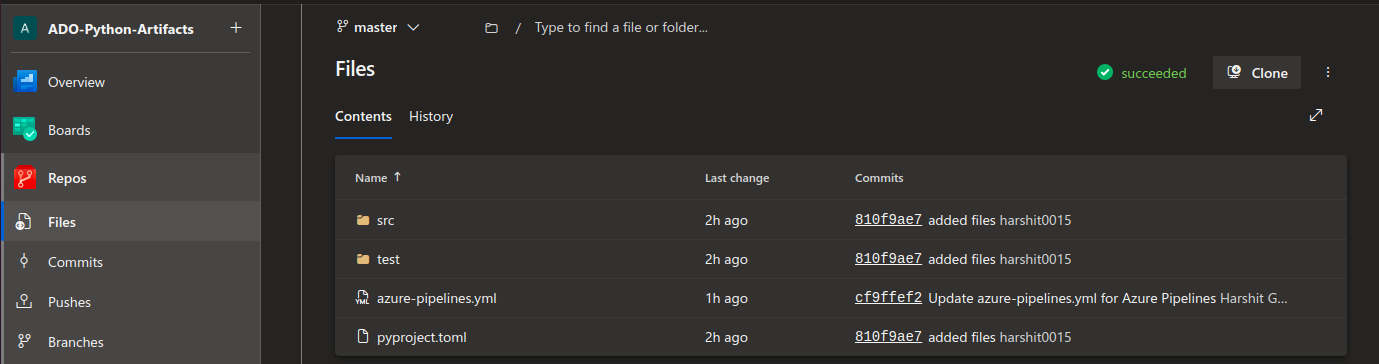 A ADO-Python-Artifacts +
Overview
Boards
Repos
Files
Commits
Pushes
Branches
master / Type to find a file or folder...
Files
succeeded Clone
Contents History
Name ↑ Last change Commits
src 2h ago 810f9ae7 added files harshit0015
test 2h ago 810f9ae7 added files harshit0015
YML azure-pipelines.yml 1h ago cf9ffef2 Update azure-pipelines.yml for Azure Pipelines Harshit G...
pyproject.toml 2h ago 810f9ae7 added files harshit0015